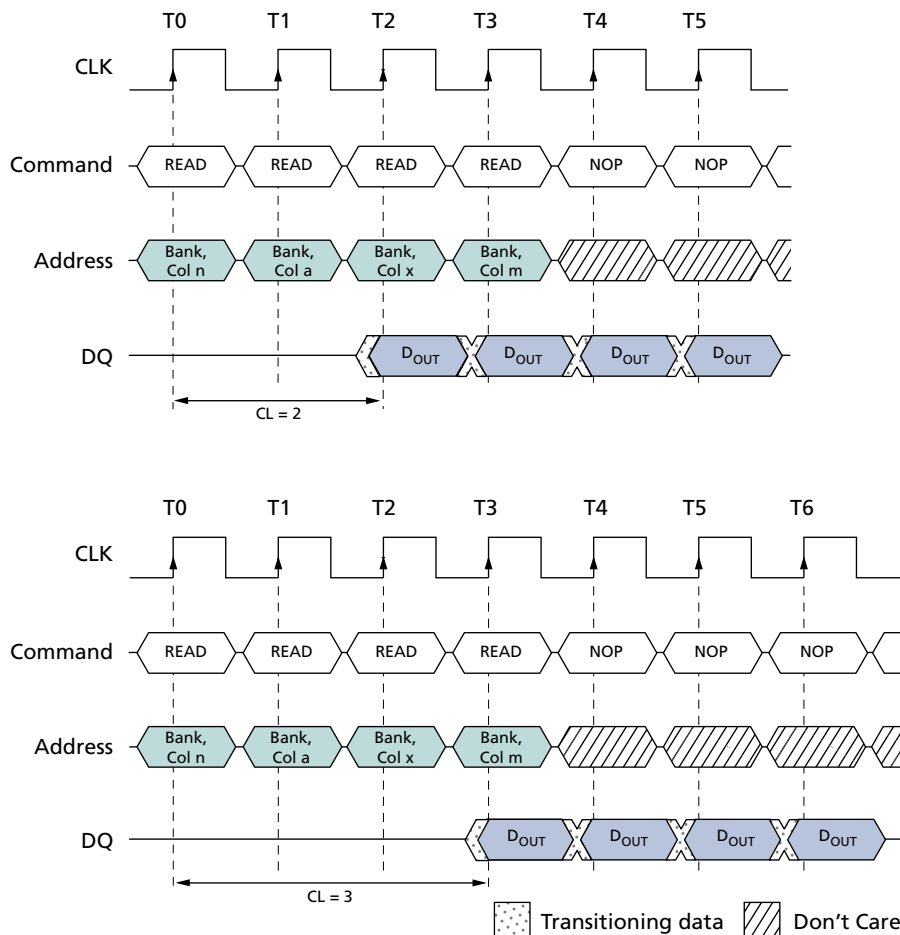 T0 T1 T2 T3 T4 T5
CLK
Command READ READ READ READ NOP NOP
Address Bank, Col n Bank, Col a Bank, Col x Bank, Col m
DQ DOUT DOUT DOUT DOUT
CL = 2
T0 T1 T2 T3 T4 T5 T6
CLK
Command READ READ READ READ NOP NOP NOP
Address Bank, Col n Bank, Col a Bank, Col x Bank, Col m
DQ DOUT DOUT DOUT DOUT
CL = 3
Transitioning data Don't Care